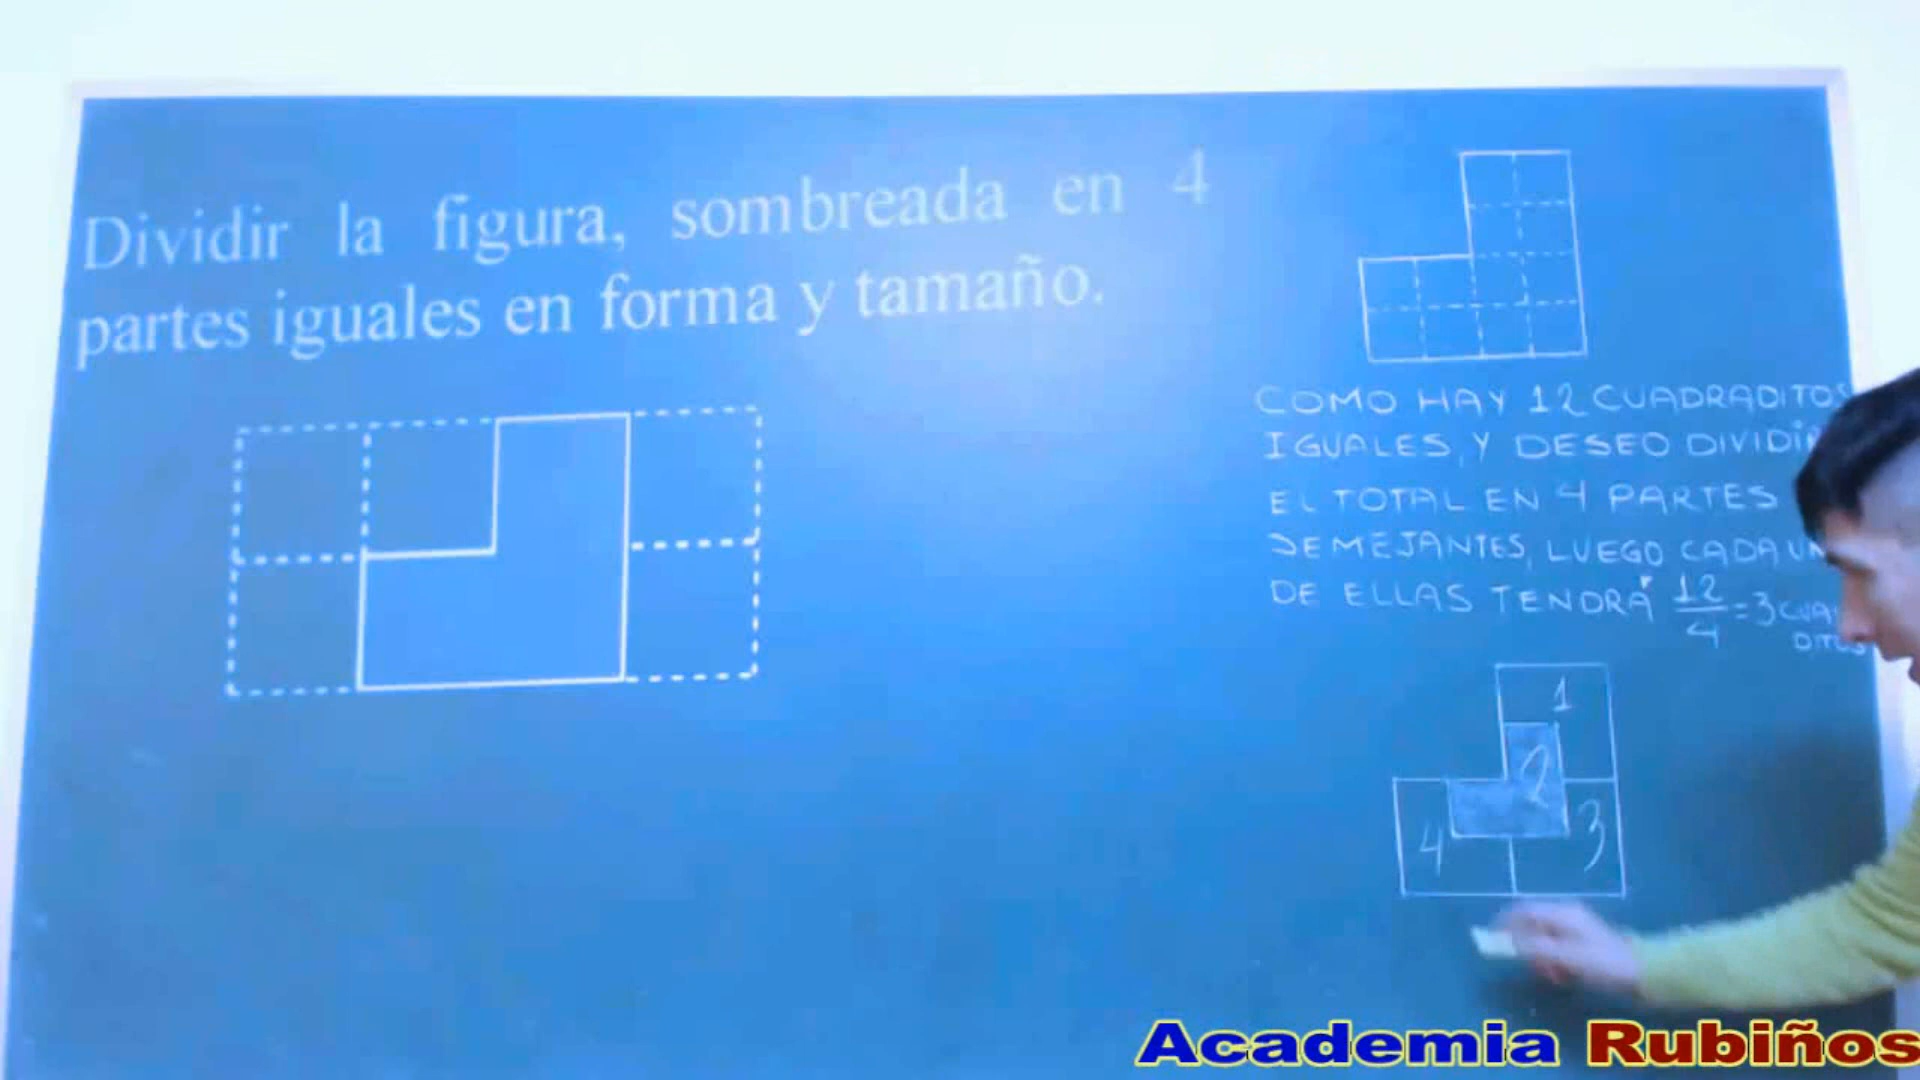 Dividir la figura, sombreada en 4
partes iguales en forma y tamaño.
COMO HAY 12 CUADRADITOS
IGUALES, Y DESEO DIVIDIR
EL TOTAL EN 4 PARTES
SEMEJANTES, LUEGO CADA
DE ELLAS TENDRÁ 12/4 = 3
1
2
3
4
Academia Rubiños